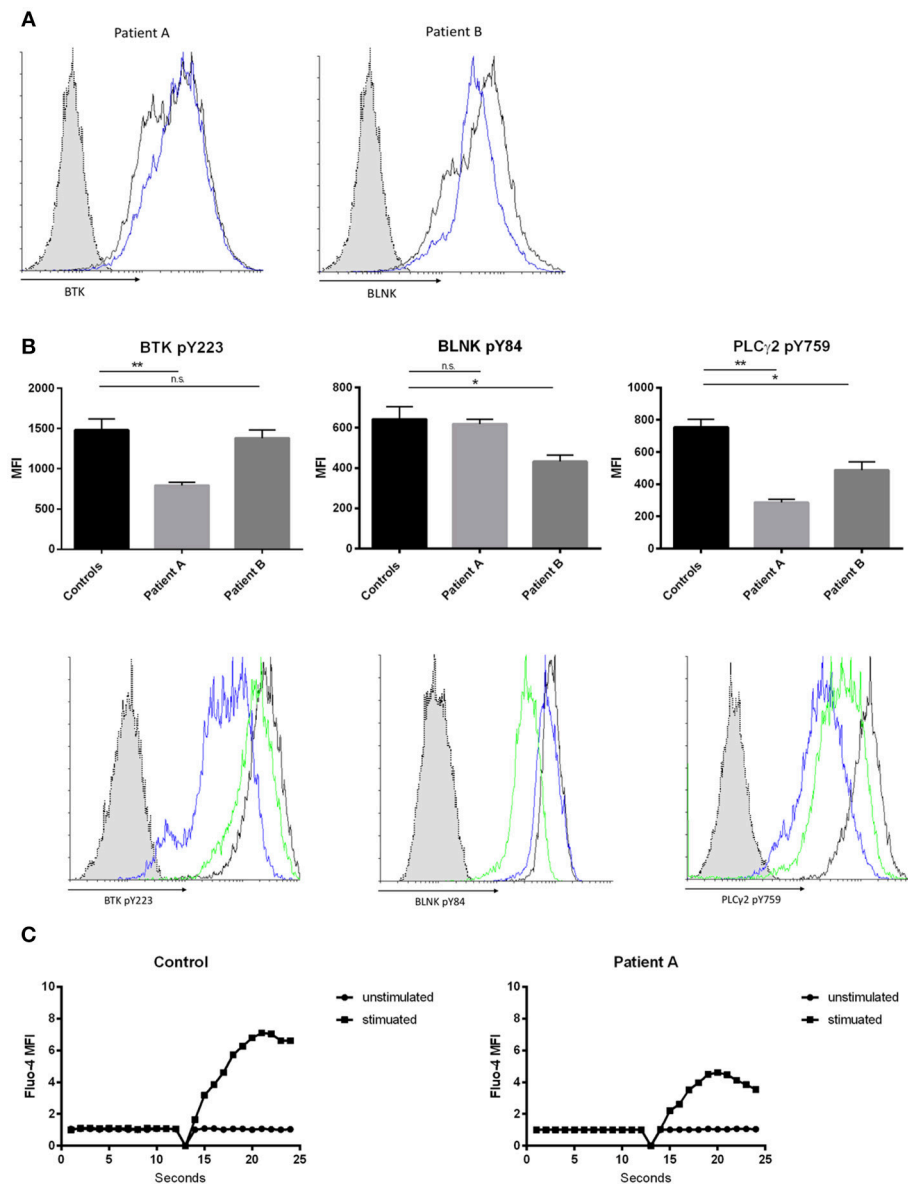 A
Patient A
Patient B
BTK
BLNK
B
BTK pY223
BLNK pY84
PLCγ2 pY759
**
n.s.
n.s.
*
**
*
2000
1500
1000
500
0
MFI
800
600
400
200
0
MFI
1000
800
600
400
200
0
MFI
Controls
Patient A
Patient B
Controls
Patient A
Patient B
Controls
Patient A
Patient B
BTK pY223
BLNK pY84
PLCγ2 pY759
C
Control
Patient A
10
8
6
4
2
0
Fluo-4 MFI
0 5 10 15 20 25
Seconds
unstimulated
stimuated
10
8
6
4
2
0
Fluo-4 MFI
0 5 10 15 20 25
Seconds
unstimulated
stimuated